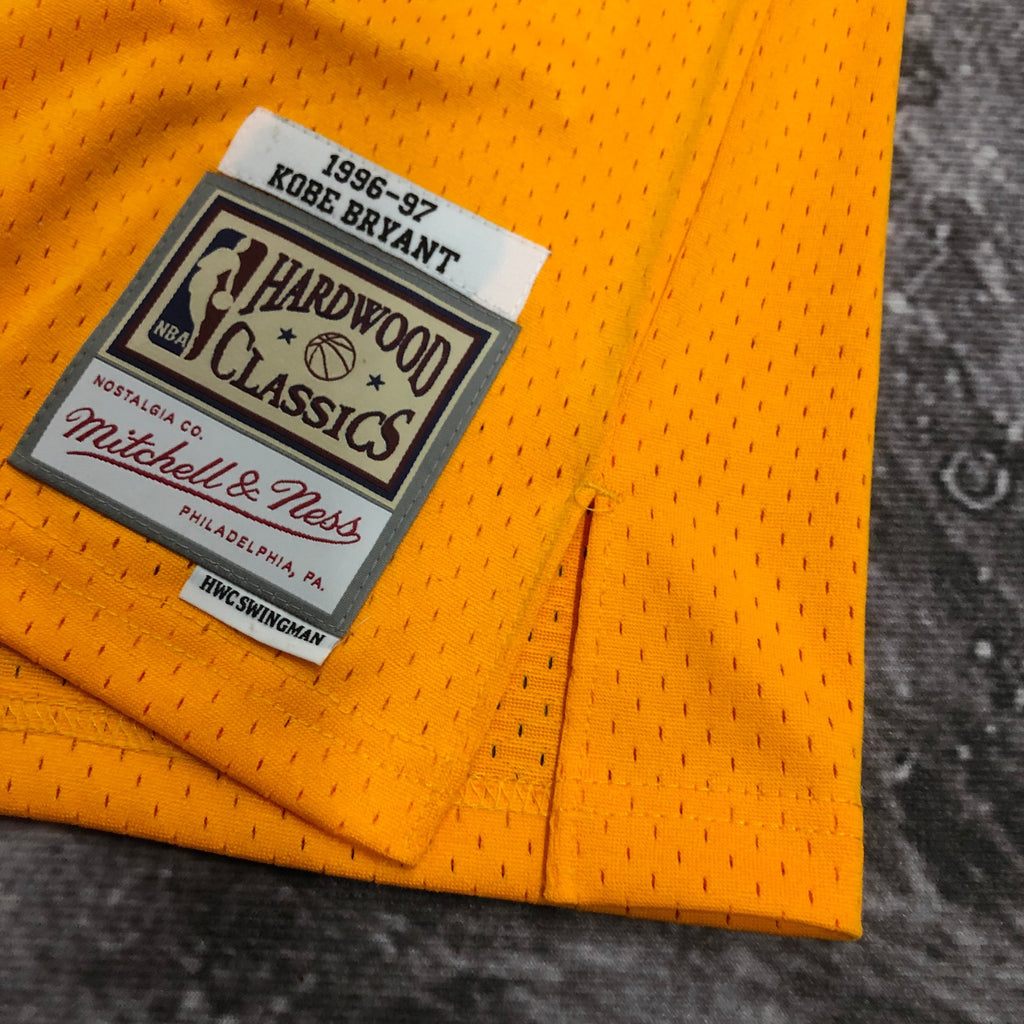 1996-97
KOBE BRYANT
HARDWOOD
CLASSICS
NBA
NOSTALGIA CO.
Mitchell & Ness
PHILADELPHIA, PA.
HWC SWINGMAN